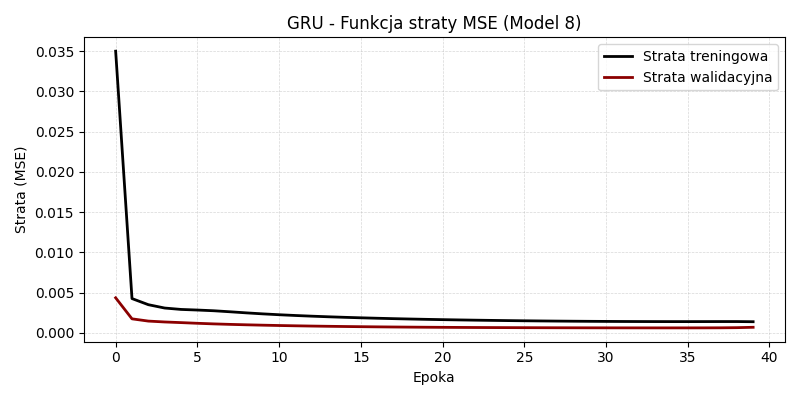 GRU - Funkcja straty MSE (Model 8)
Strata treningowa
Strata walidacyjna
Strata (MSE)
0.035
0.030
0.025
0.020
0.015
0.010
0.005
0.000
0 5 10 15 20 25 30 35 40
Epoka